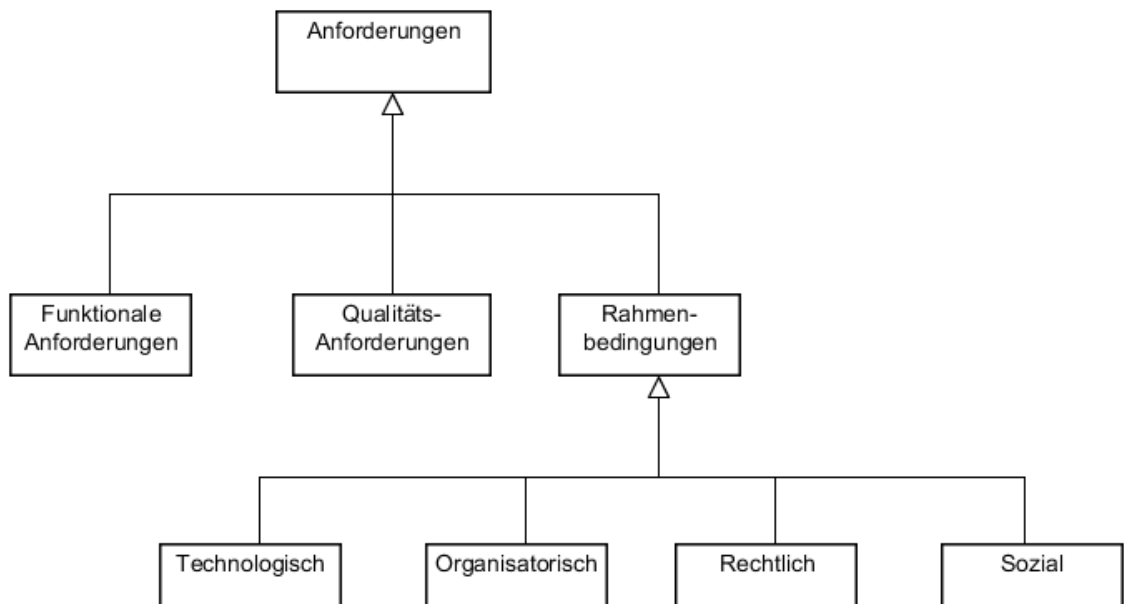 Anforderungen
Funktionale
Anforderungen
Qualitäts-
Anforderungen
Rahmen-
bedingungen
Technologisch
Organisatorisch
Rechtlich
Sozial